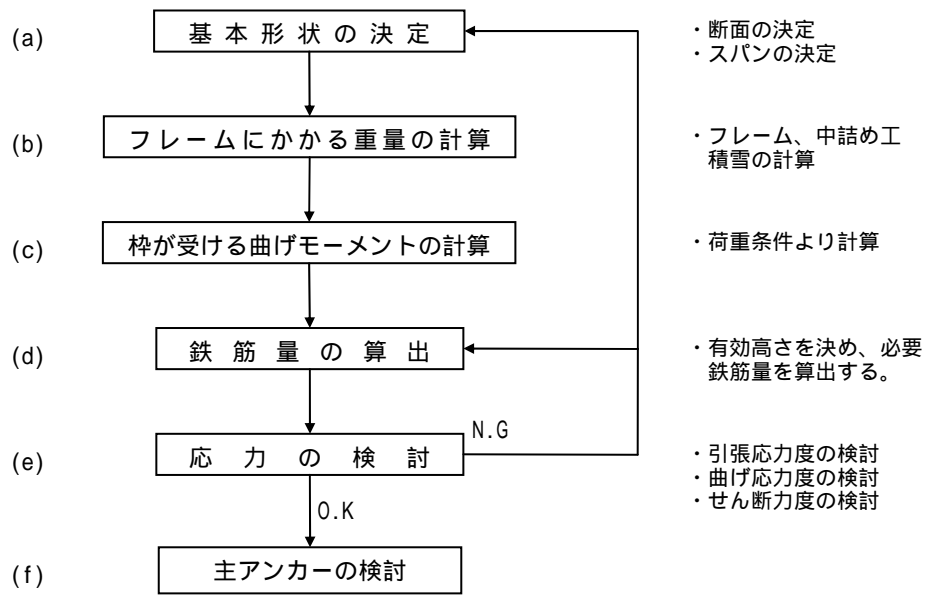 (a)
基本形状の決定
・断面の決定
・スパンの決定
(b)
フレームにかかる重量の計算
・フレーム、中詰め工
積雪の計算
(c)
枠が受ける曲げモーメントの計算
・荷重条件より計算
(d)
鉄筋量の算出
・有効高さを決め、必要
鉄筋量を算出する。
N.G
(e)
応力の検討
・引張応力度の検討
・曲げ応力度の検討
・せん断力度の検討
O.K
(f)
主アンカーの検討